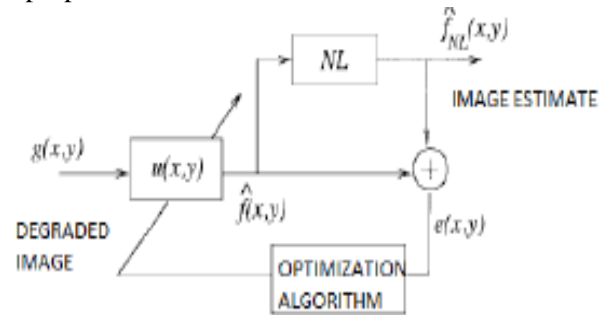 f̂NL(x,y)
NL
IMAGE ESTIMATE
g(x,y)
u(x,y)
f̂(x,y)
+
e(x,y)
DEGRADED
IMAGE
OPTIMIZATION
ALGORITHM